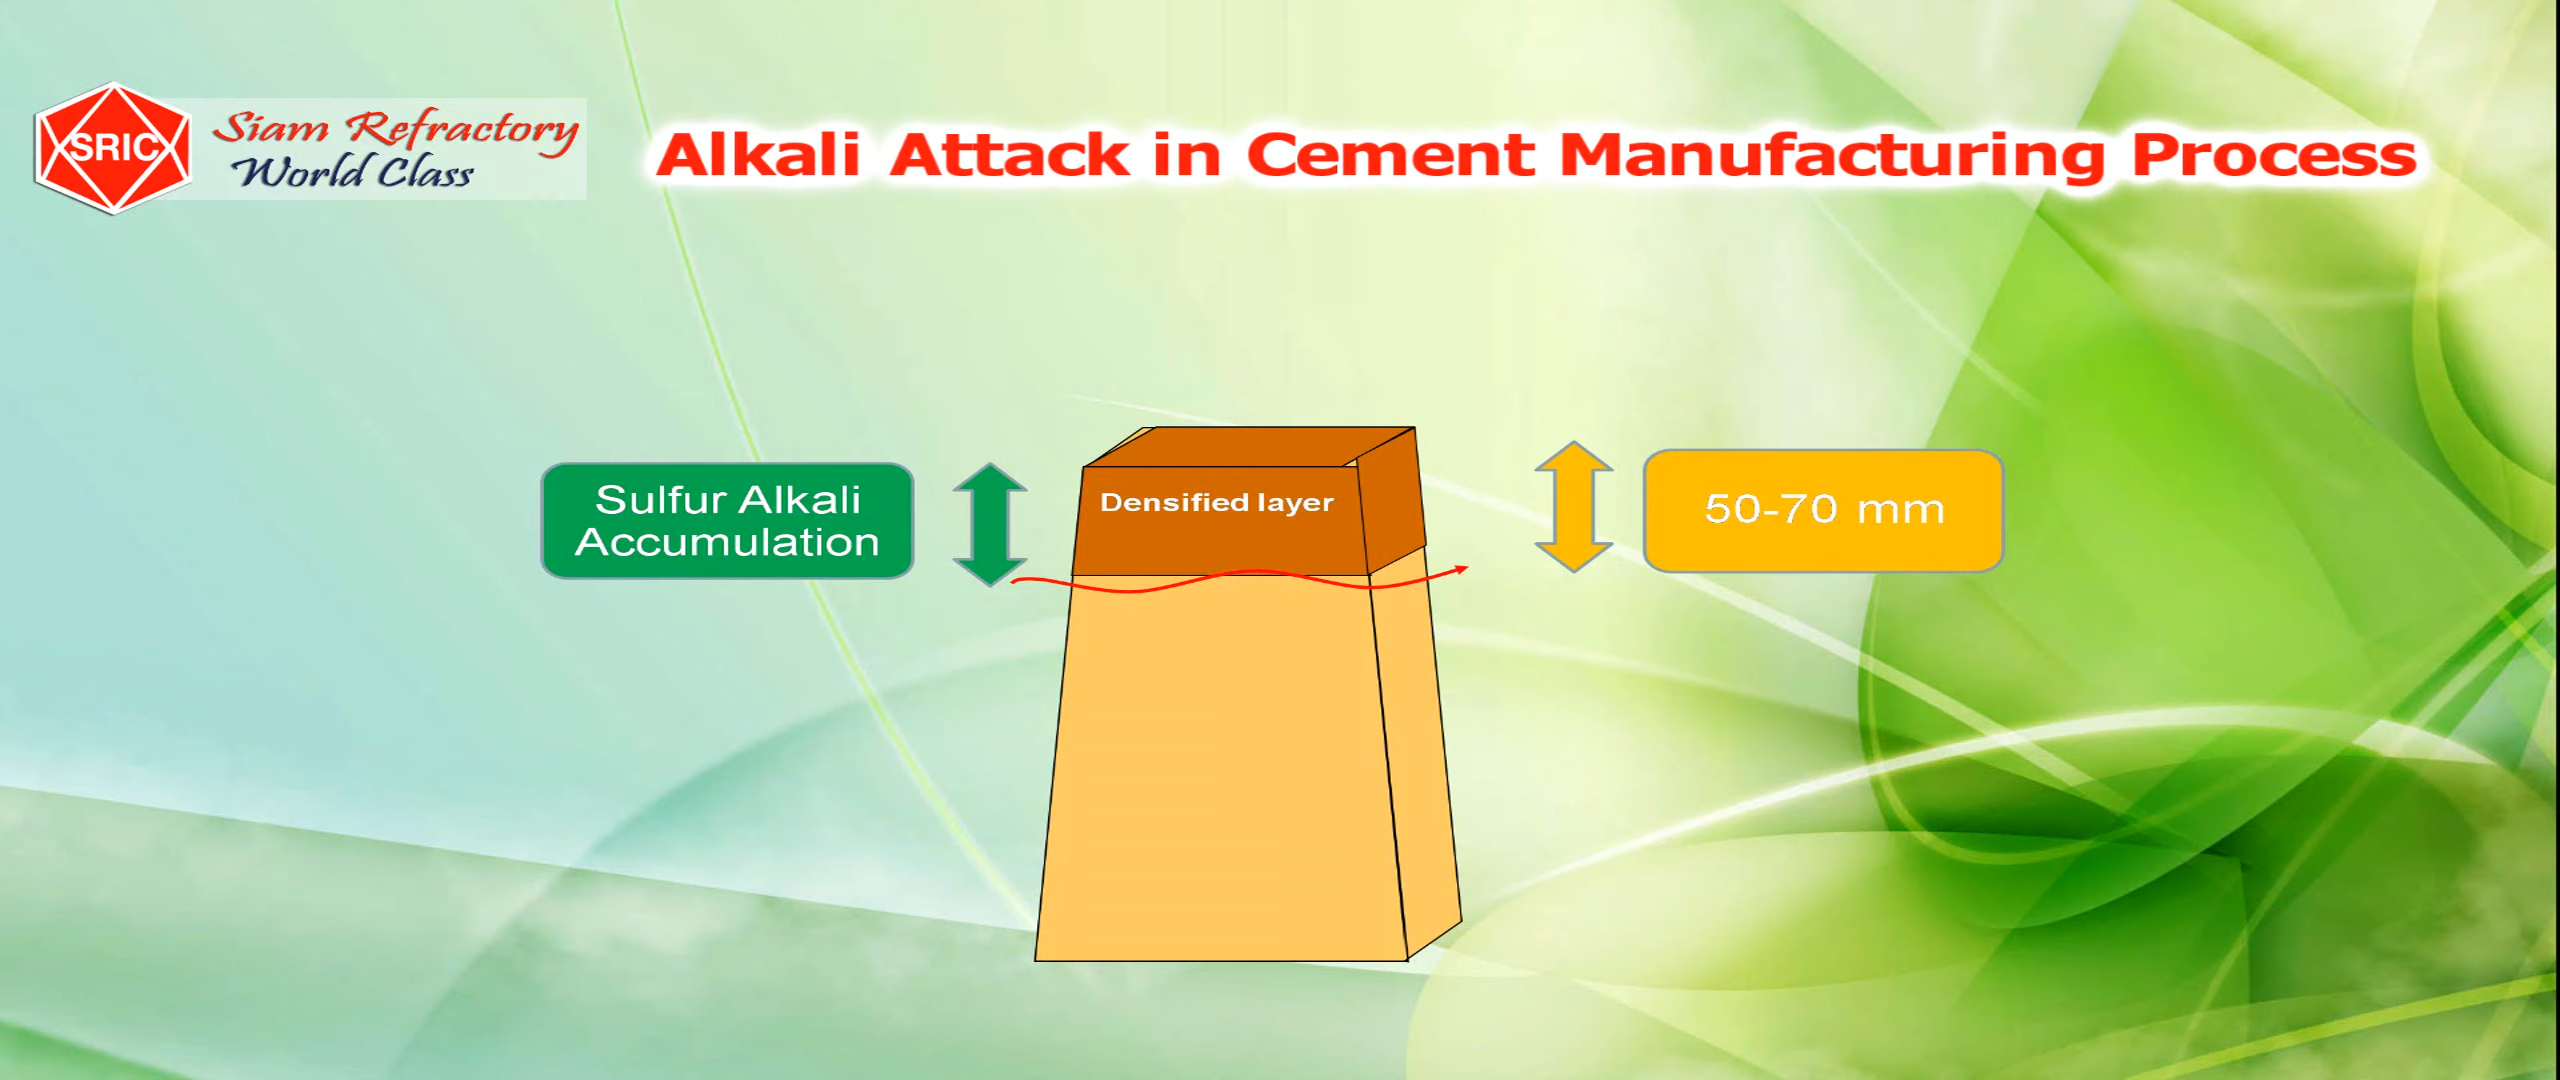 SRIC
Siam Refractory
World Class
Alkali Attack in Cement Manufacturing Process
Sulfur Alkali
Accumulation
Densified layer
50-70 mm